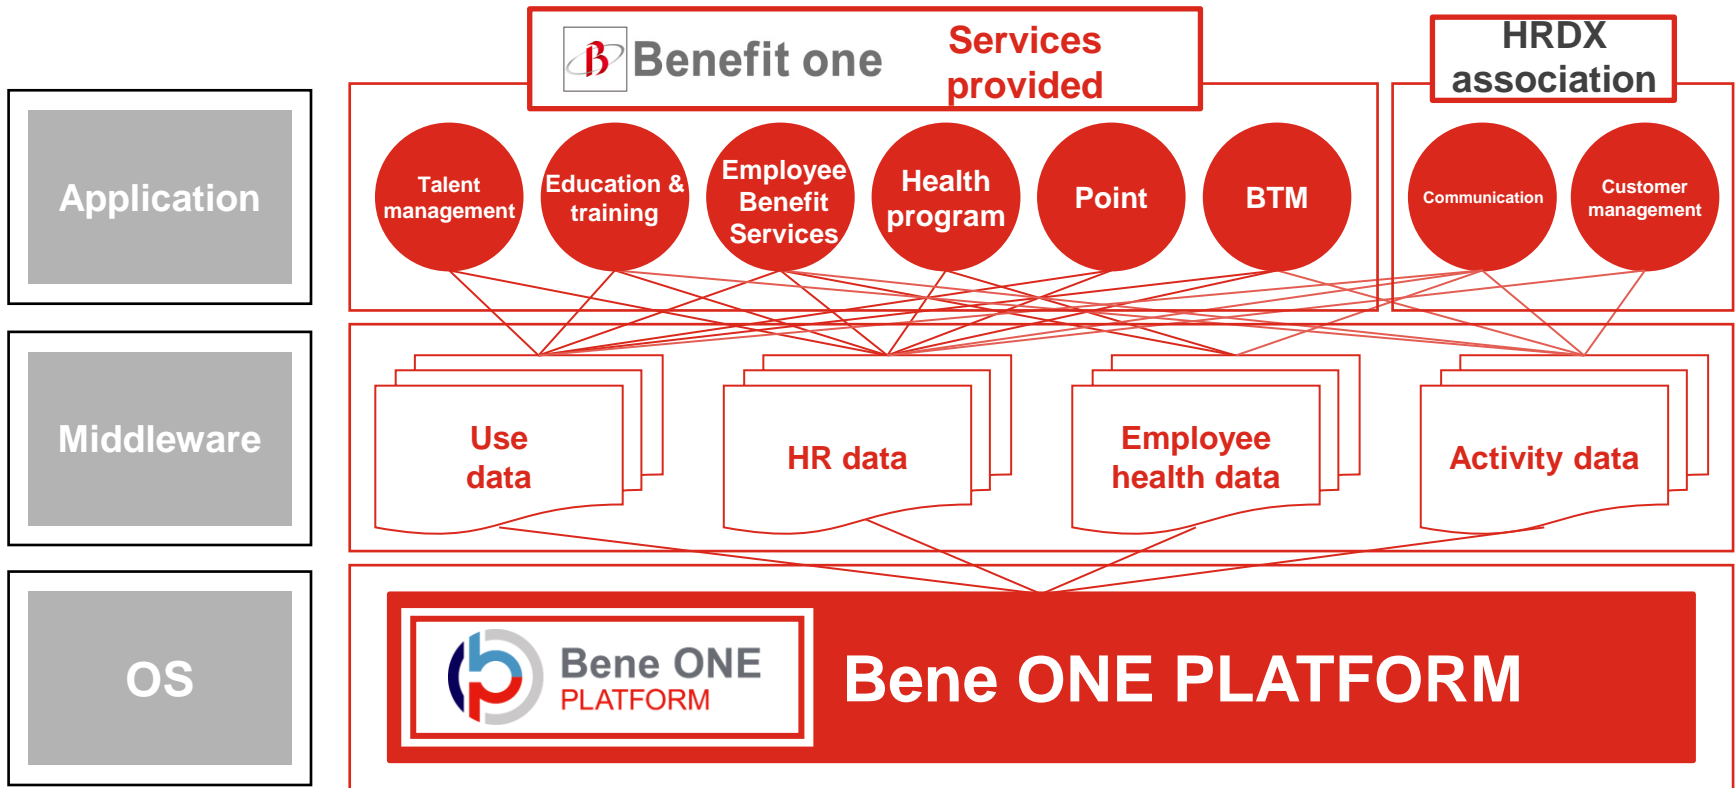 Benefit one
Services
provided
HRDX
association
Application
Talent
management
Education &
training
Employee
Benefit
Services
Health
program
Point
BTM
Communication
Customer
management
Middleware
Use
data
HR data
Employee
health data
Activity data
OS
Bene ONE
PLATFORM
Bene ONE PLATFORM